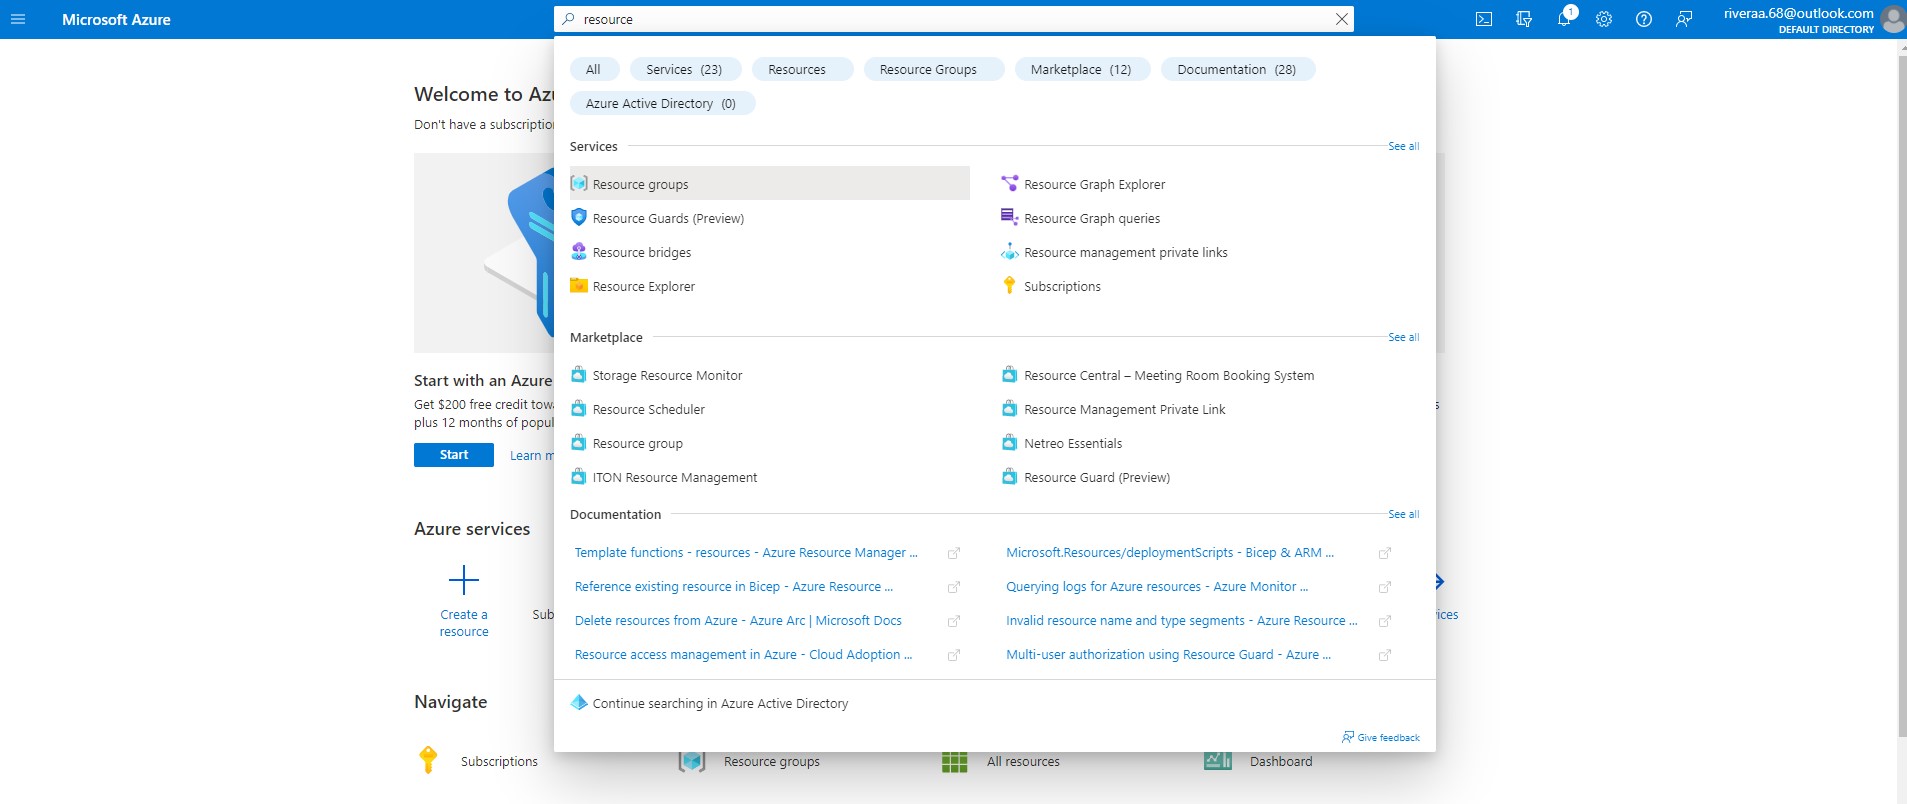 Microsoft Azure
resource
1
riveraa.68@outlook.com
DEFAULT DIRECTORY
All
Services (23)
Resources
Resource Groups
Marketplace (12)
Documentation (28)
Azure Active Directory (0)
Welcome to
Don't have a
Services
See all
Resource groups
Resource Graph Explorer
Resource Guards (Preview)
Resource Graph queries
Resource bridges
Resource management private links
Resource Explorer
Subscriptions
Marketplace
See all
Storage Resource Monitor
Resource Central – Meeting Room Booking System
Resource Scheduler
Resource Management Private Link
Resource group
Netreo Essentials
ITON Resource Management
Resource Guard (Preview)
Start with an Azure
Get $200 free credit
plus 12 months of
Start
Learn
Documentation
See all
Template functions - resources - Azure Resource Manager ...
Microsoft.Resources/deploymentScripts - Bicep & ARM ...
Reference existing resource in Bicep - Azure Resource ...
Querying logs for Azure resources - Azure Monitor ...
Delete resources from Azure - Azure Arc | Microsoft Docs
Invalid resource name and type segments - Azure Resource ...
Resource access management in Azure - Cloud Adoption ...
Multi-user authorization using Resource Guard - Azure ...
Continue searching in Azure Active Directory
Give feedback
Azure services
Create a
resource
Navigate
Subscriptions
Resource groups
All resources
Dashboard